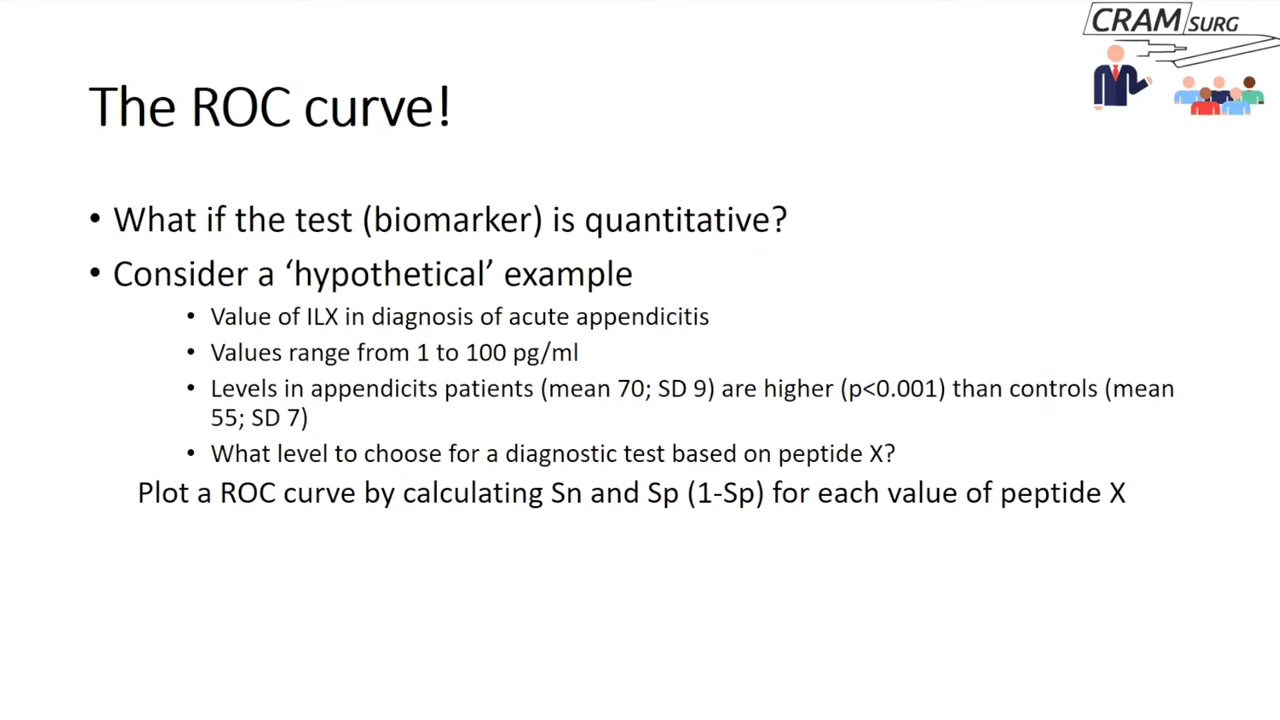 CRAM SURG
The ROC curve!
• What if the test (biomarker) is quantitative?
• Consider a ‘hypothetical’ example
• Value of ILX in diagnosis of acute appendicitis
• Values range from 1 to 100 pg/ml
• Levels in appendicits patients (mean 70; SD 9) are higher (p<0.001) than controls (mean
55; SD 7)
• What level to choose for a diagnostic test based on peptide X?
Plot a ROC curve by calculating Sn and Sp (1-Sp) for each value of peptide X